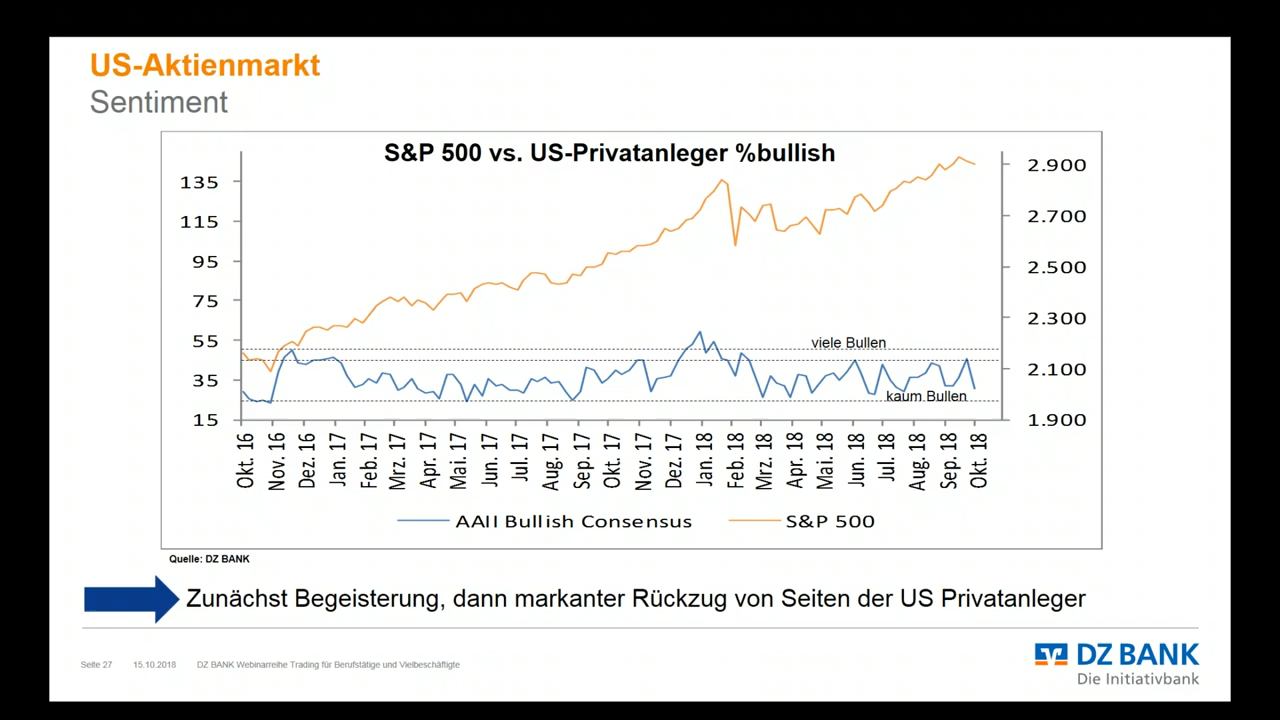 US-Aktienmarkt
Sentiment
S&P 500 vs. US-Privatanleger %bullish
135
115
95
75
55
35
15
2.900
2.700
2.500
2.300
2.100
1.900
viele Bullen
kaum Bullen
Okt. 16
Nov. 16
Dez. 16
Jan. 17
Feb. 17
Mrz. 17
Apr. 17
Mai. 17
Jun. 17
Jul. 17
Aug. 17
Sep. 17
Okt. 17
Nov. 17
Dez. 17
Jan. 18
Feb. 18
Mrz. 18
Apr. 18
Mai. 18
Jun. 18
Jul. 18
Aug. 18
Sep. 18
Okt. 18
AAII Bullish Consensus
S&P 500
Quelle: DZ BANK
Zunächst Begeisterung, dann markanter Rückzug von Seiten der US Privatanleger
Seite 27 15.10.2018 DZ BANK Webinarreihe Trading für Berufstätige und Vielbeschäftigte
DZ BANK
Die Initiativbank